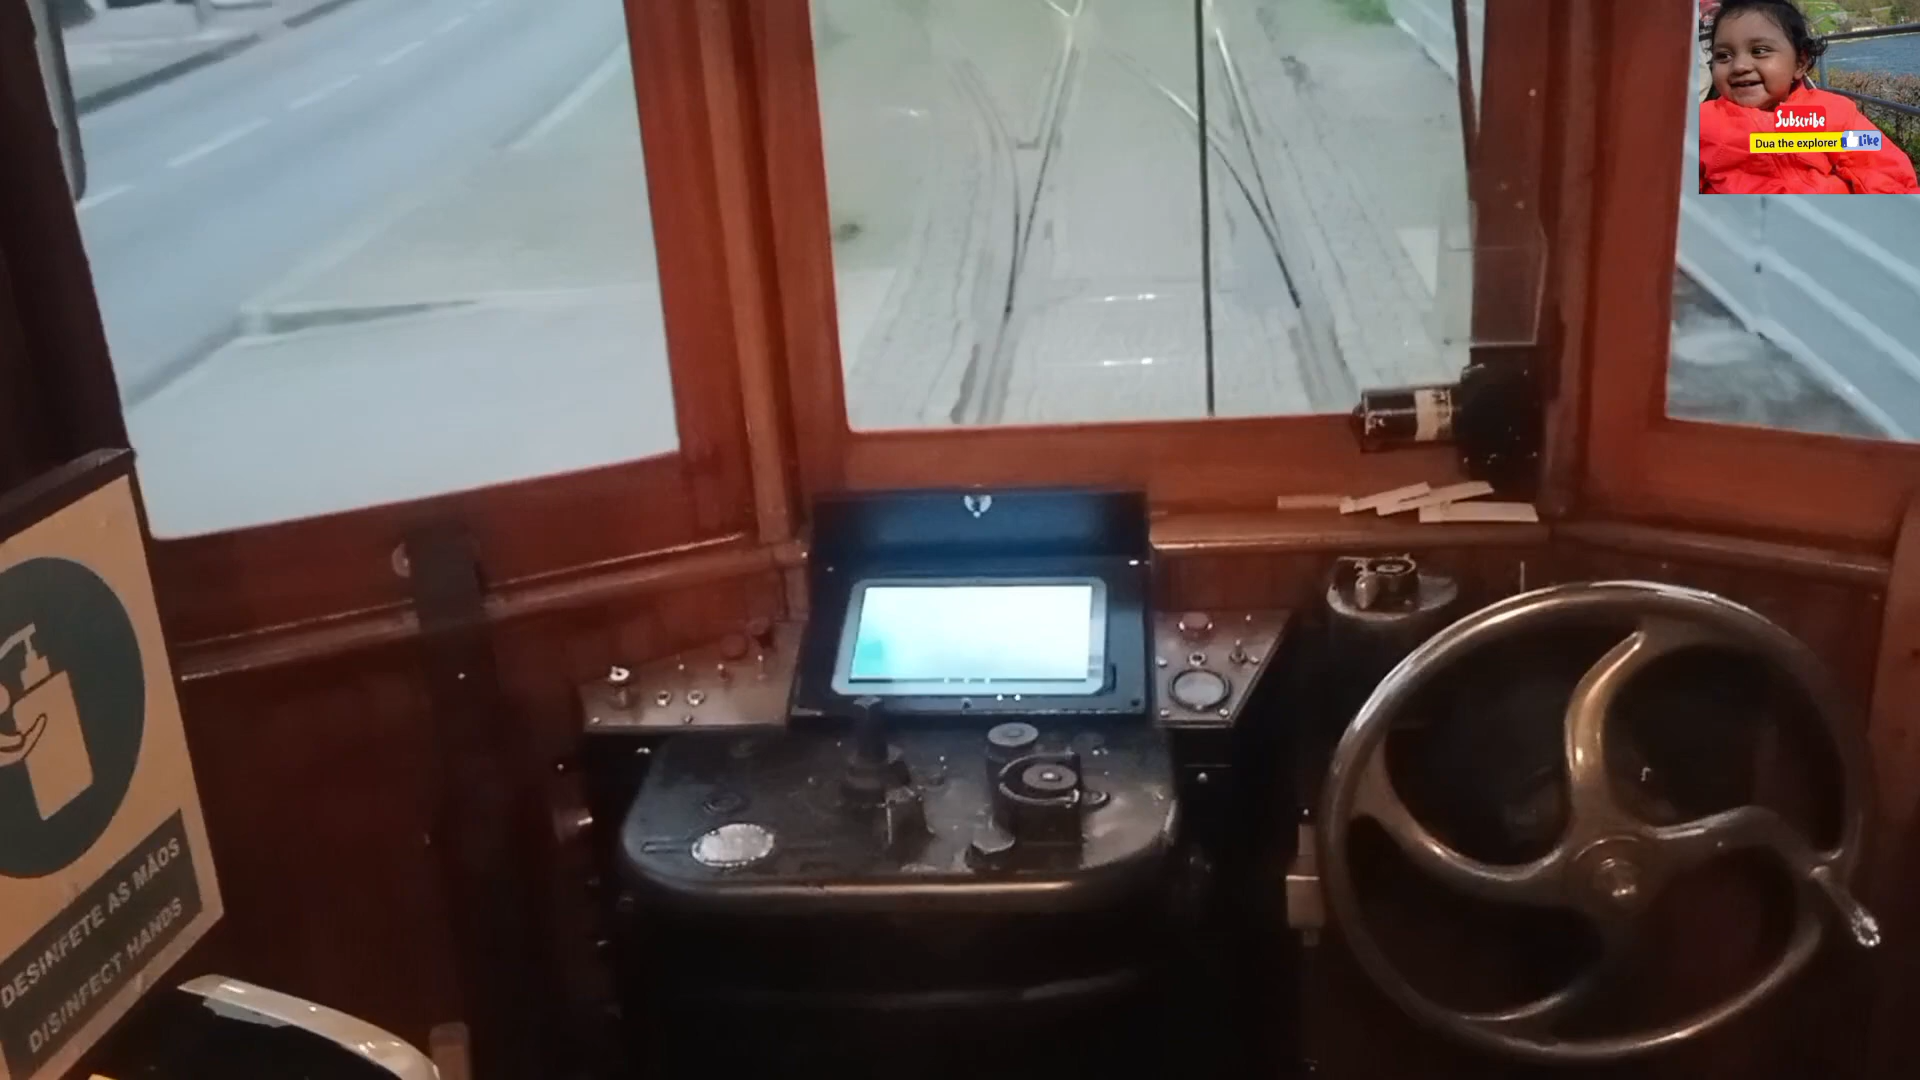 Subscribe
Dua the explorer Like
DESINFETE AS MÃOS
DISINFECT HANDS